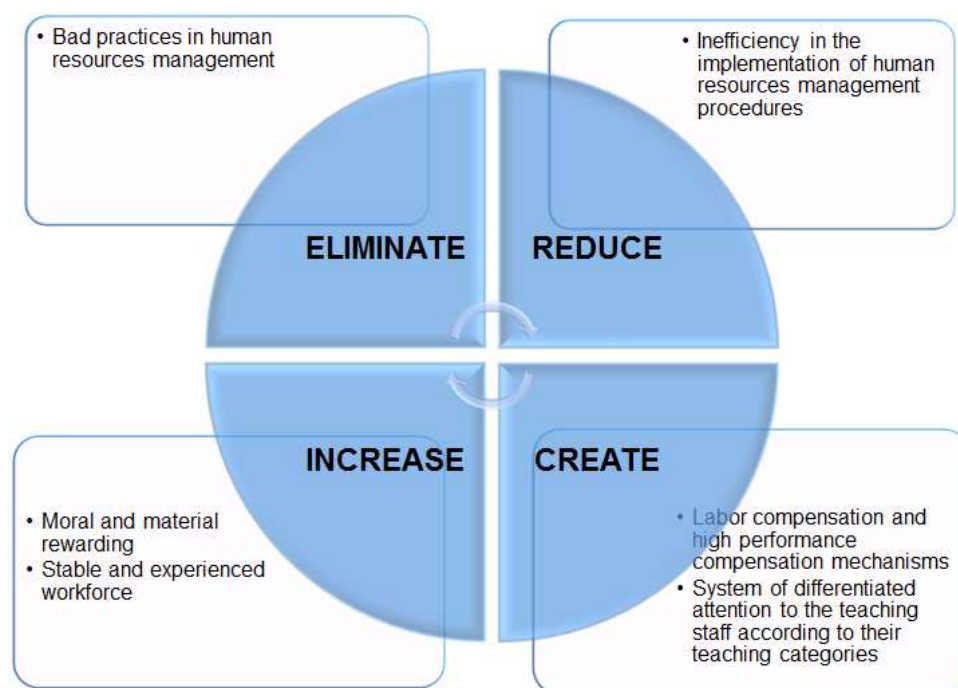 • Bad practices in human
resources management
• Inefficiency in the
implementation of human
resources management
procedures
ELIMINATE
REDUCE
INCREASE
CREATE
• Moral and material
rewarding
• Stable and experienced
workforce
• Labor compensation and
high performance
compensation mechanisms
• System of differentiated
attention to the teaching
staff according to their
teaching categories